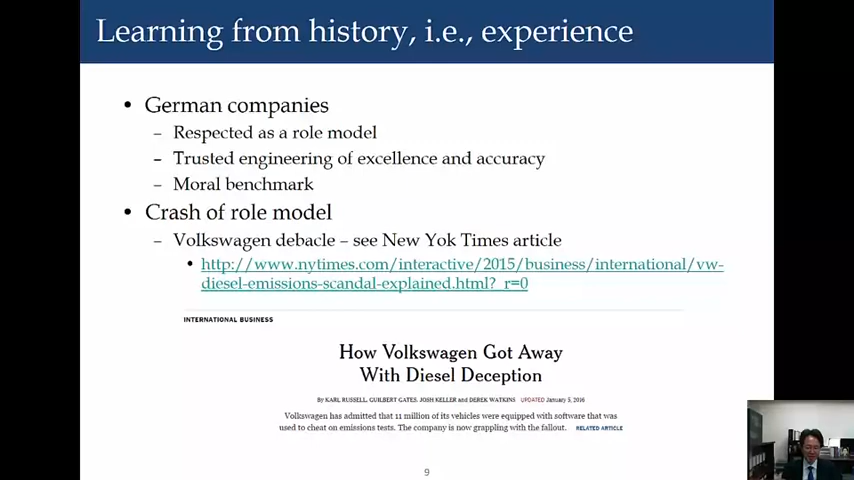 Learning from history, i.e., experience
• German companies
– Respected as a role model
– Trusted engineering of excellence and accuracy
– Moral benchmark
• Crash of role model
– Volkswagen debacle – see New Yok Times article
• http://www.nytimes.com/interactive/2015/business/international/vw-
diesel-emissions-scandal-explained.html?_r=0
INTERNATIONAL BUSINESS
How Volkswagen Got Away
With Diesel Deception
By KARL RUSSELL, GUILBERT GATES, JOSH KELLER and DEREK WATKINS UPDATED January 5, 2016
Volkswagen has admitted that 11 million of its vehicles were equipped with software that was
used to cheat on emissions tests. The company is now grappling with the fallout. RELATED ARTICLE
9